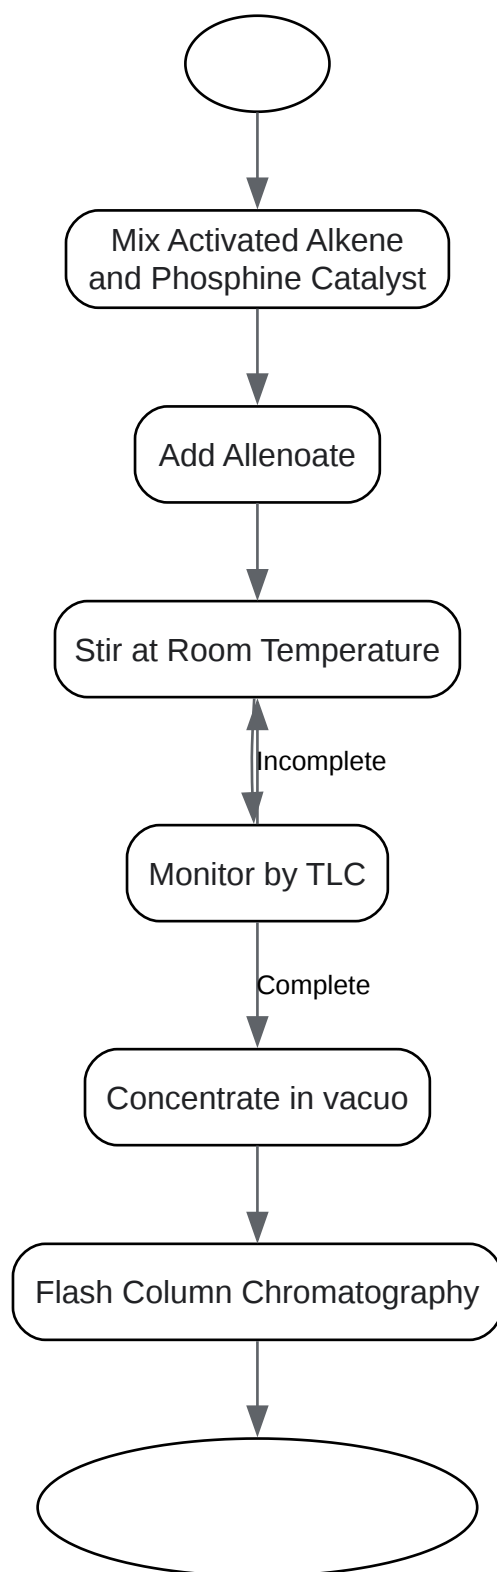 Mix Activated Alkene
and Phosphine Catalyst
Add Allenoate
Stir at Room Temperature
Incomplete
Monitor by TLC
Complete
Concentrate in vacuo
Flash Column Chromatography